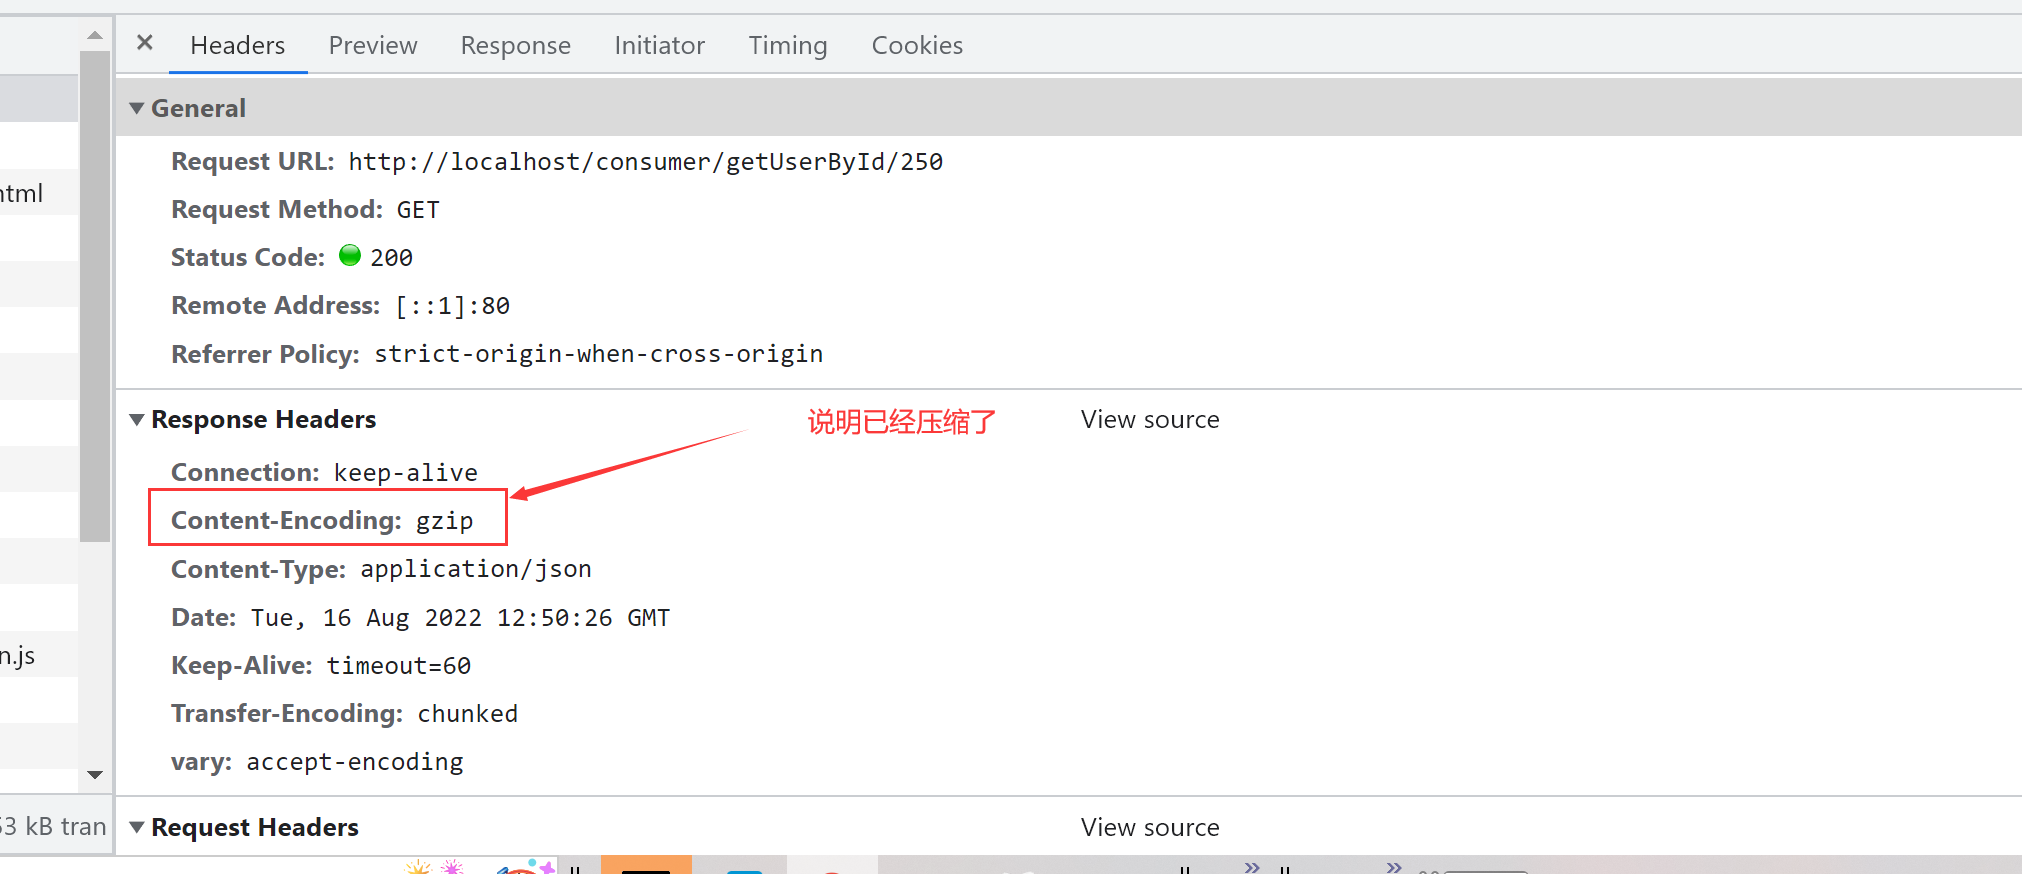 Headers Preview Response Initiator Timing Cookies
General
Request URL: http://localhost/consumer/getUserById/250
html
Request Method: GET
Status Code: 200
Remote Address: [::1]:80
Referrer Policy: strict-origin-when-cross-origin
Response Headers 说明已经压缩了 View source
Connection: keep-alive
Content-Encoding: gzip
Content-Type: application/json
Date: Tue, 16 Aug 2022 12:50:26 GMT
n.js
Keep-Alive: timeout=60
Transfer-Encoding: chunked
vary: accept-encoding
53 kB tran
Request Headers View source